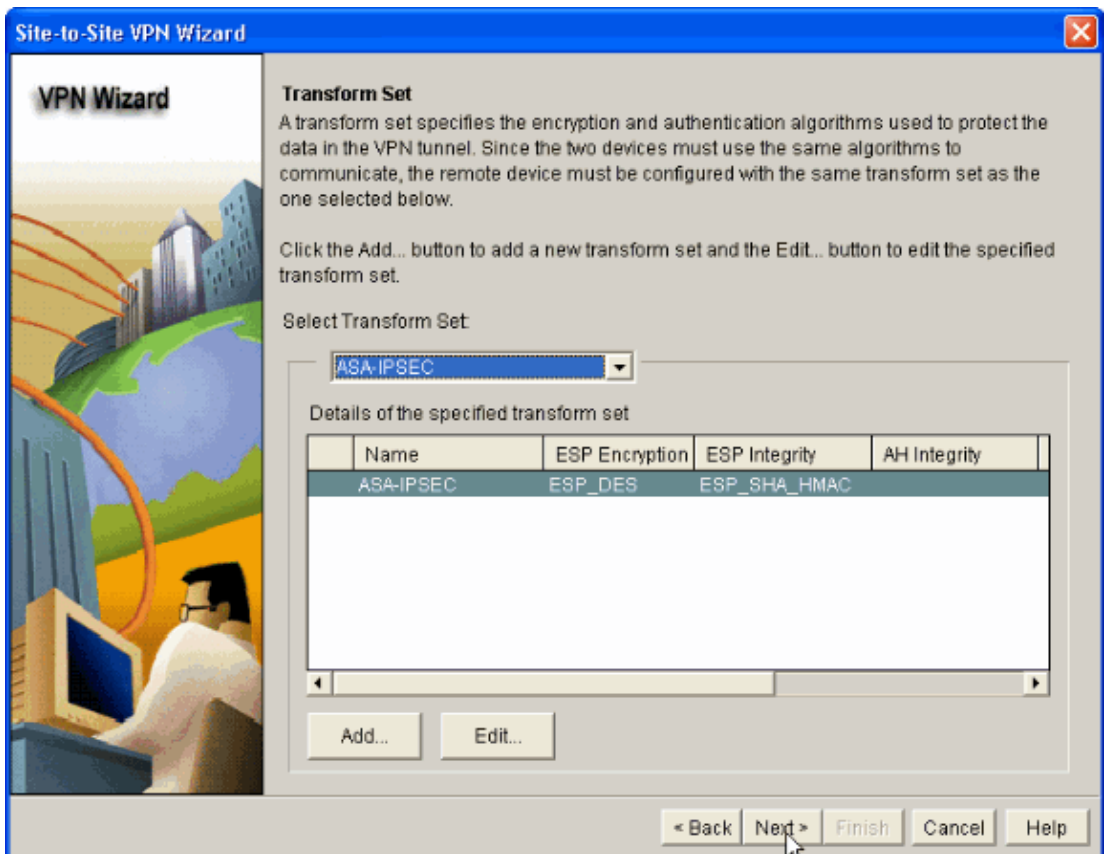 Site-to-Site VPN Wizard
VPN Wizard
Transform Set
A transform set specifies the encryption and authentication algorithms used to protect the
data in the VPN tunnel. Since the two devices must use the same algorithms to
communicate, the remote device must be configured with the same transform set as the
one selected below.
Click the Add... button to add a new transform set and the Edit... button to edit the specified
transform set.
Select Transform Set:
ASA-IPSEC
Details of the specified transform set
Name ESP Encryption ESP Integrity AH Integrity
ASA-IPSEC ESP_DES ESP_SHA_HMAC
Add... Edit...
< Back Next > Finish Cancel Help